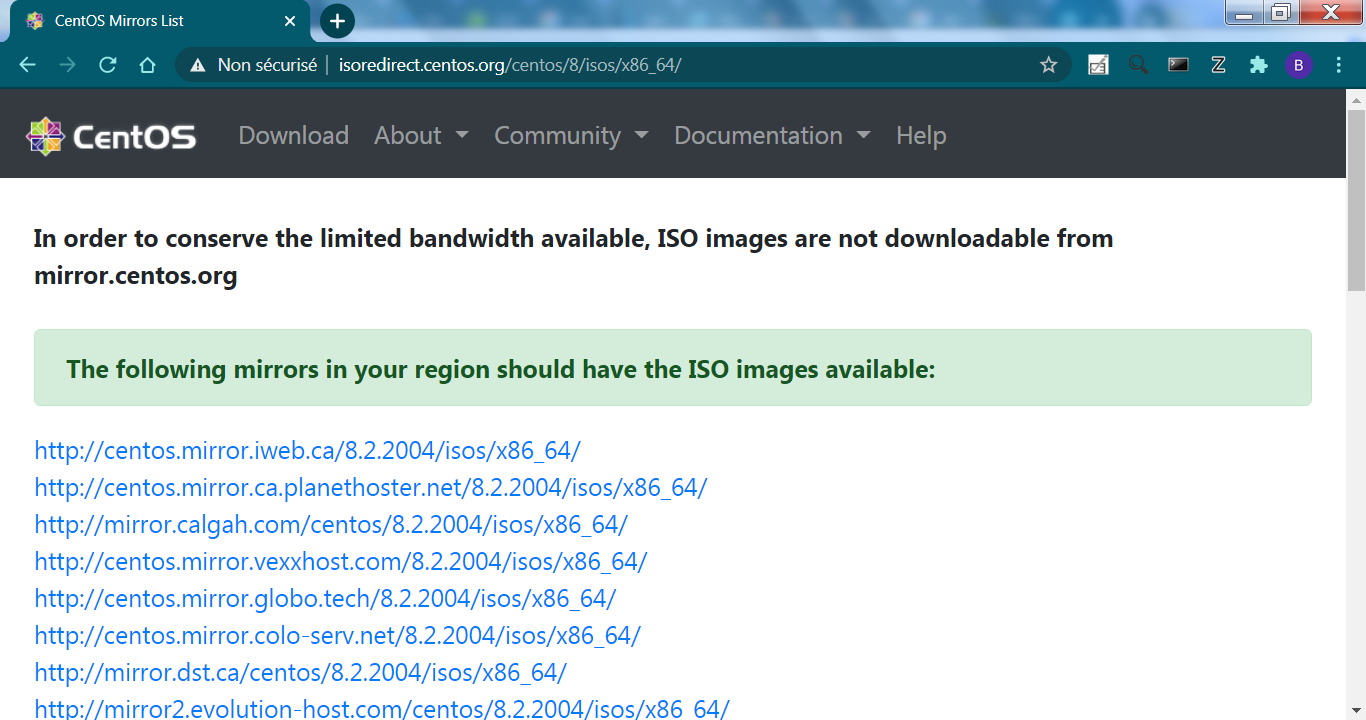 CentOS Mirrors List
Non sécurisé isoredirect.centos.org/centos/8/isos/x86_64/
B
CentOS Download About Community Documentation Help
In order to conserve the limited bandwidth available, ISO images are not downloadable from
mirror.centos.org
The following mirrors in your region should have the ISO images available:
http://centos.mirror.iweb.ca/8.2.2004/isos/x86_64/
http://centos.mirror.ca.planethoster.net/8.2.2004/isos/x86_64/
http://mirror.calgah.com/centos/8.2.2004/isos/x86_64/
http://centos.mirror.vexxhost.com/8.2.2004/isos/x86_64/
http://centos.mirror.globo.tech/8.2.2004/isos/x86_64/
http://centos.mirror.colo-serv.net/8.2.2004/isos/x86_64/
http://mirror.dst.ca/centos/8.2.2004/isos/x86_64/
http://mirror2.evolution-host.com/centos/8.2.2004/isos/x86_64/